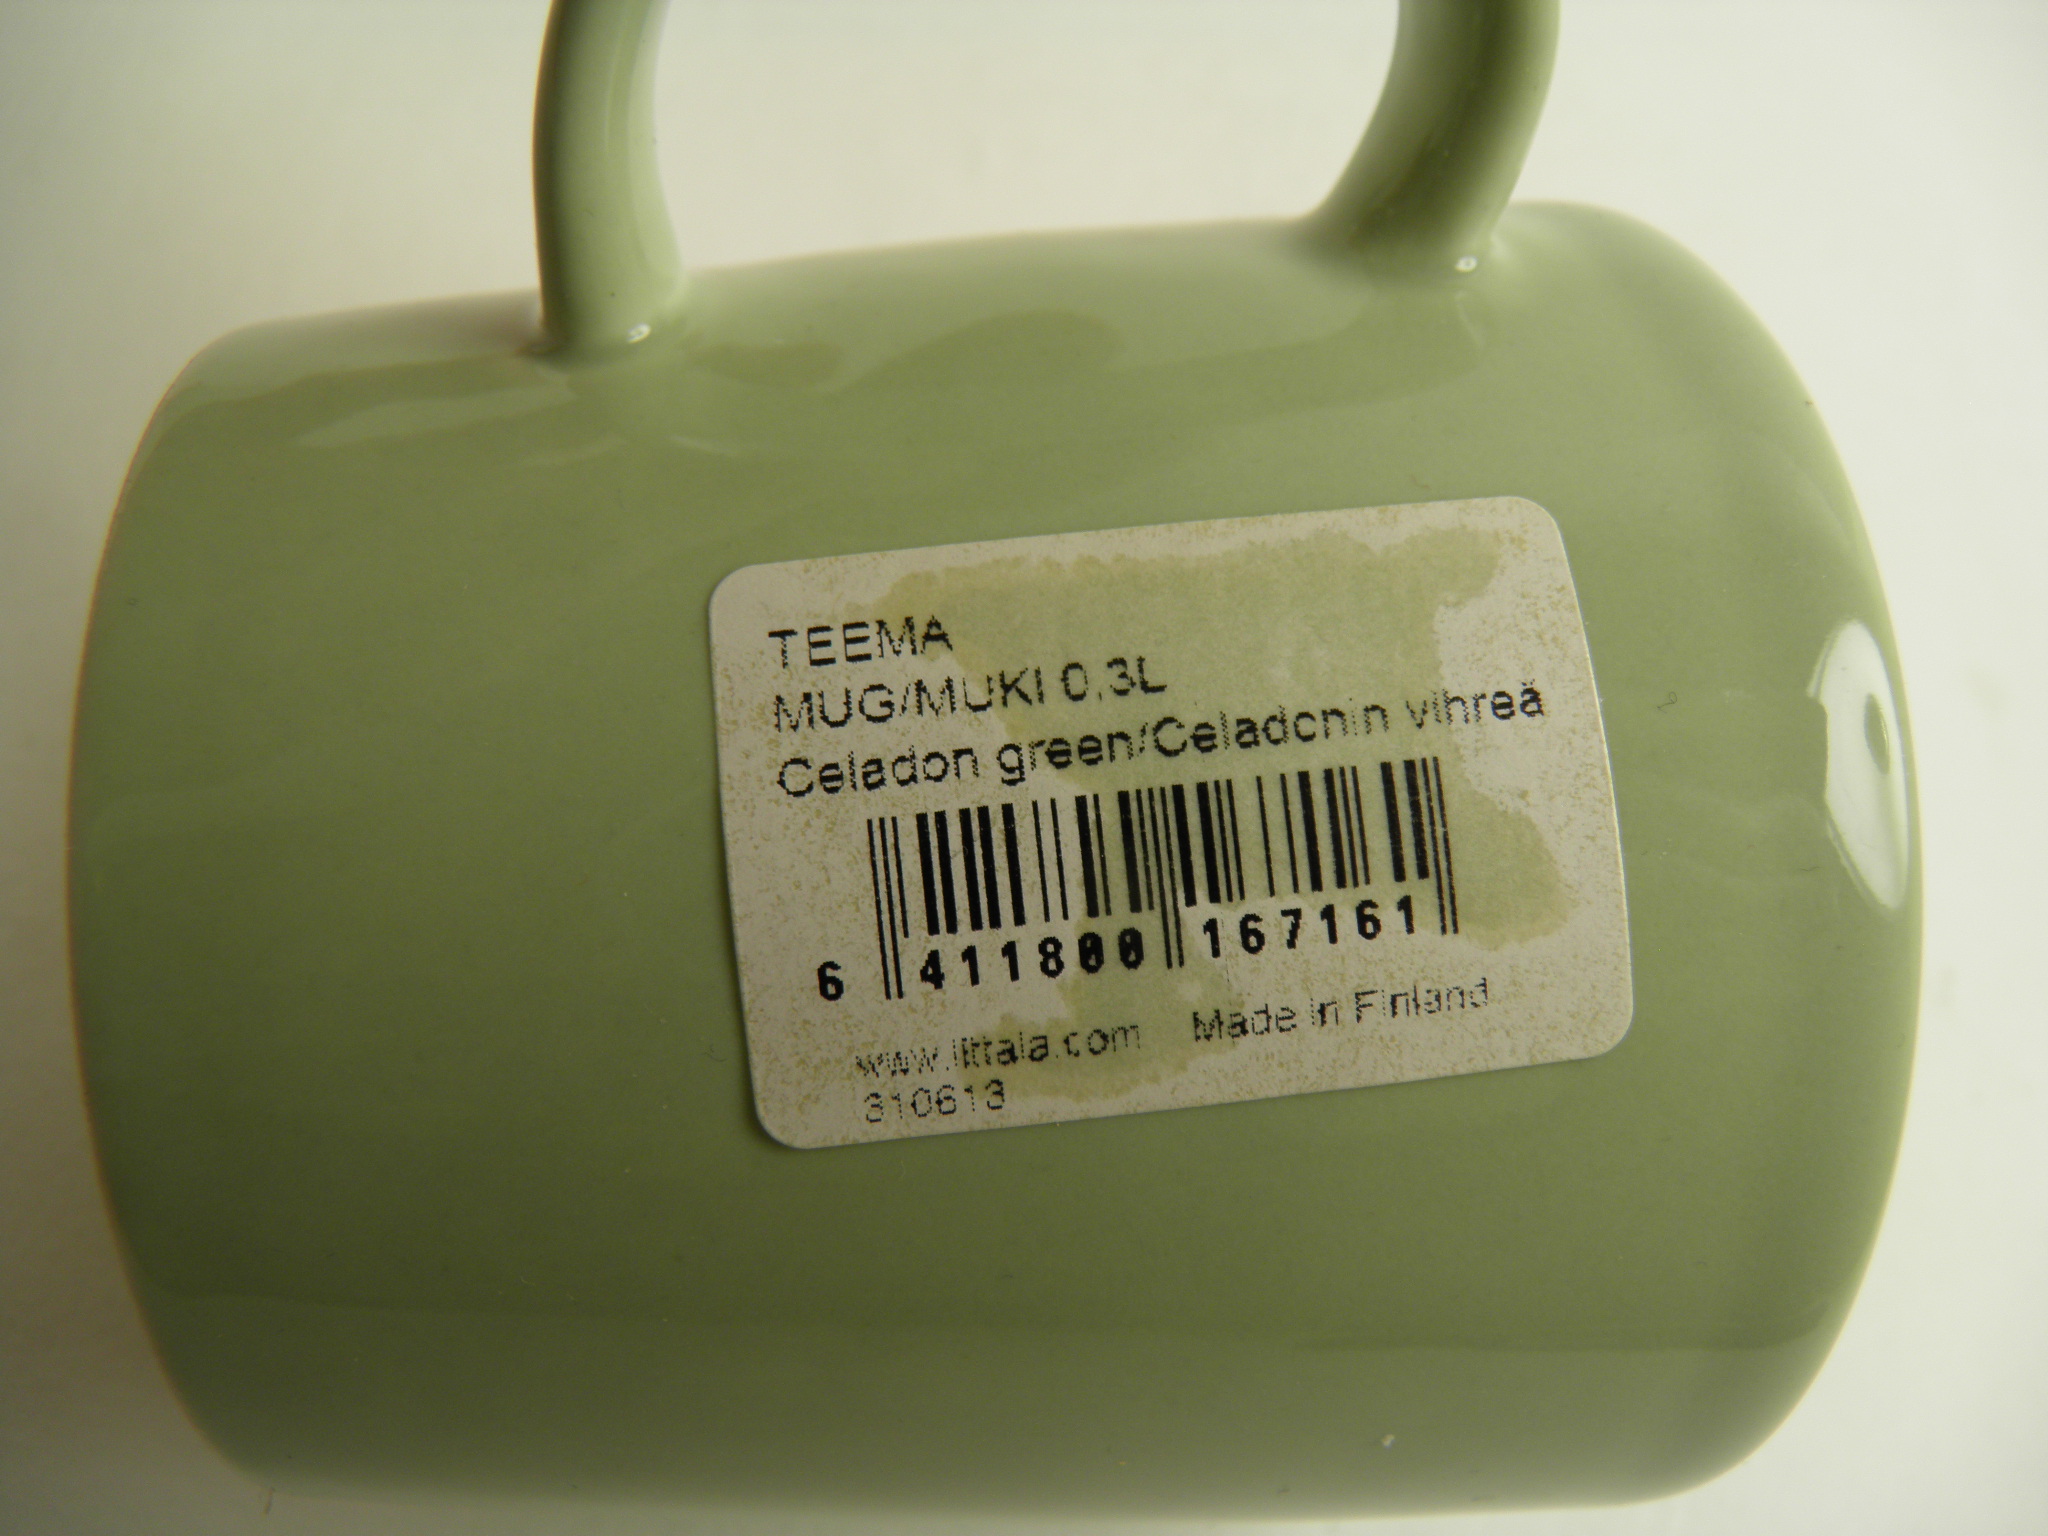 TEEMA
MUG/MUKI 0,3L
Celadon green/Celadonin vihreä
6 411800 167161
www.iittala.com Made in Finland
310613